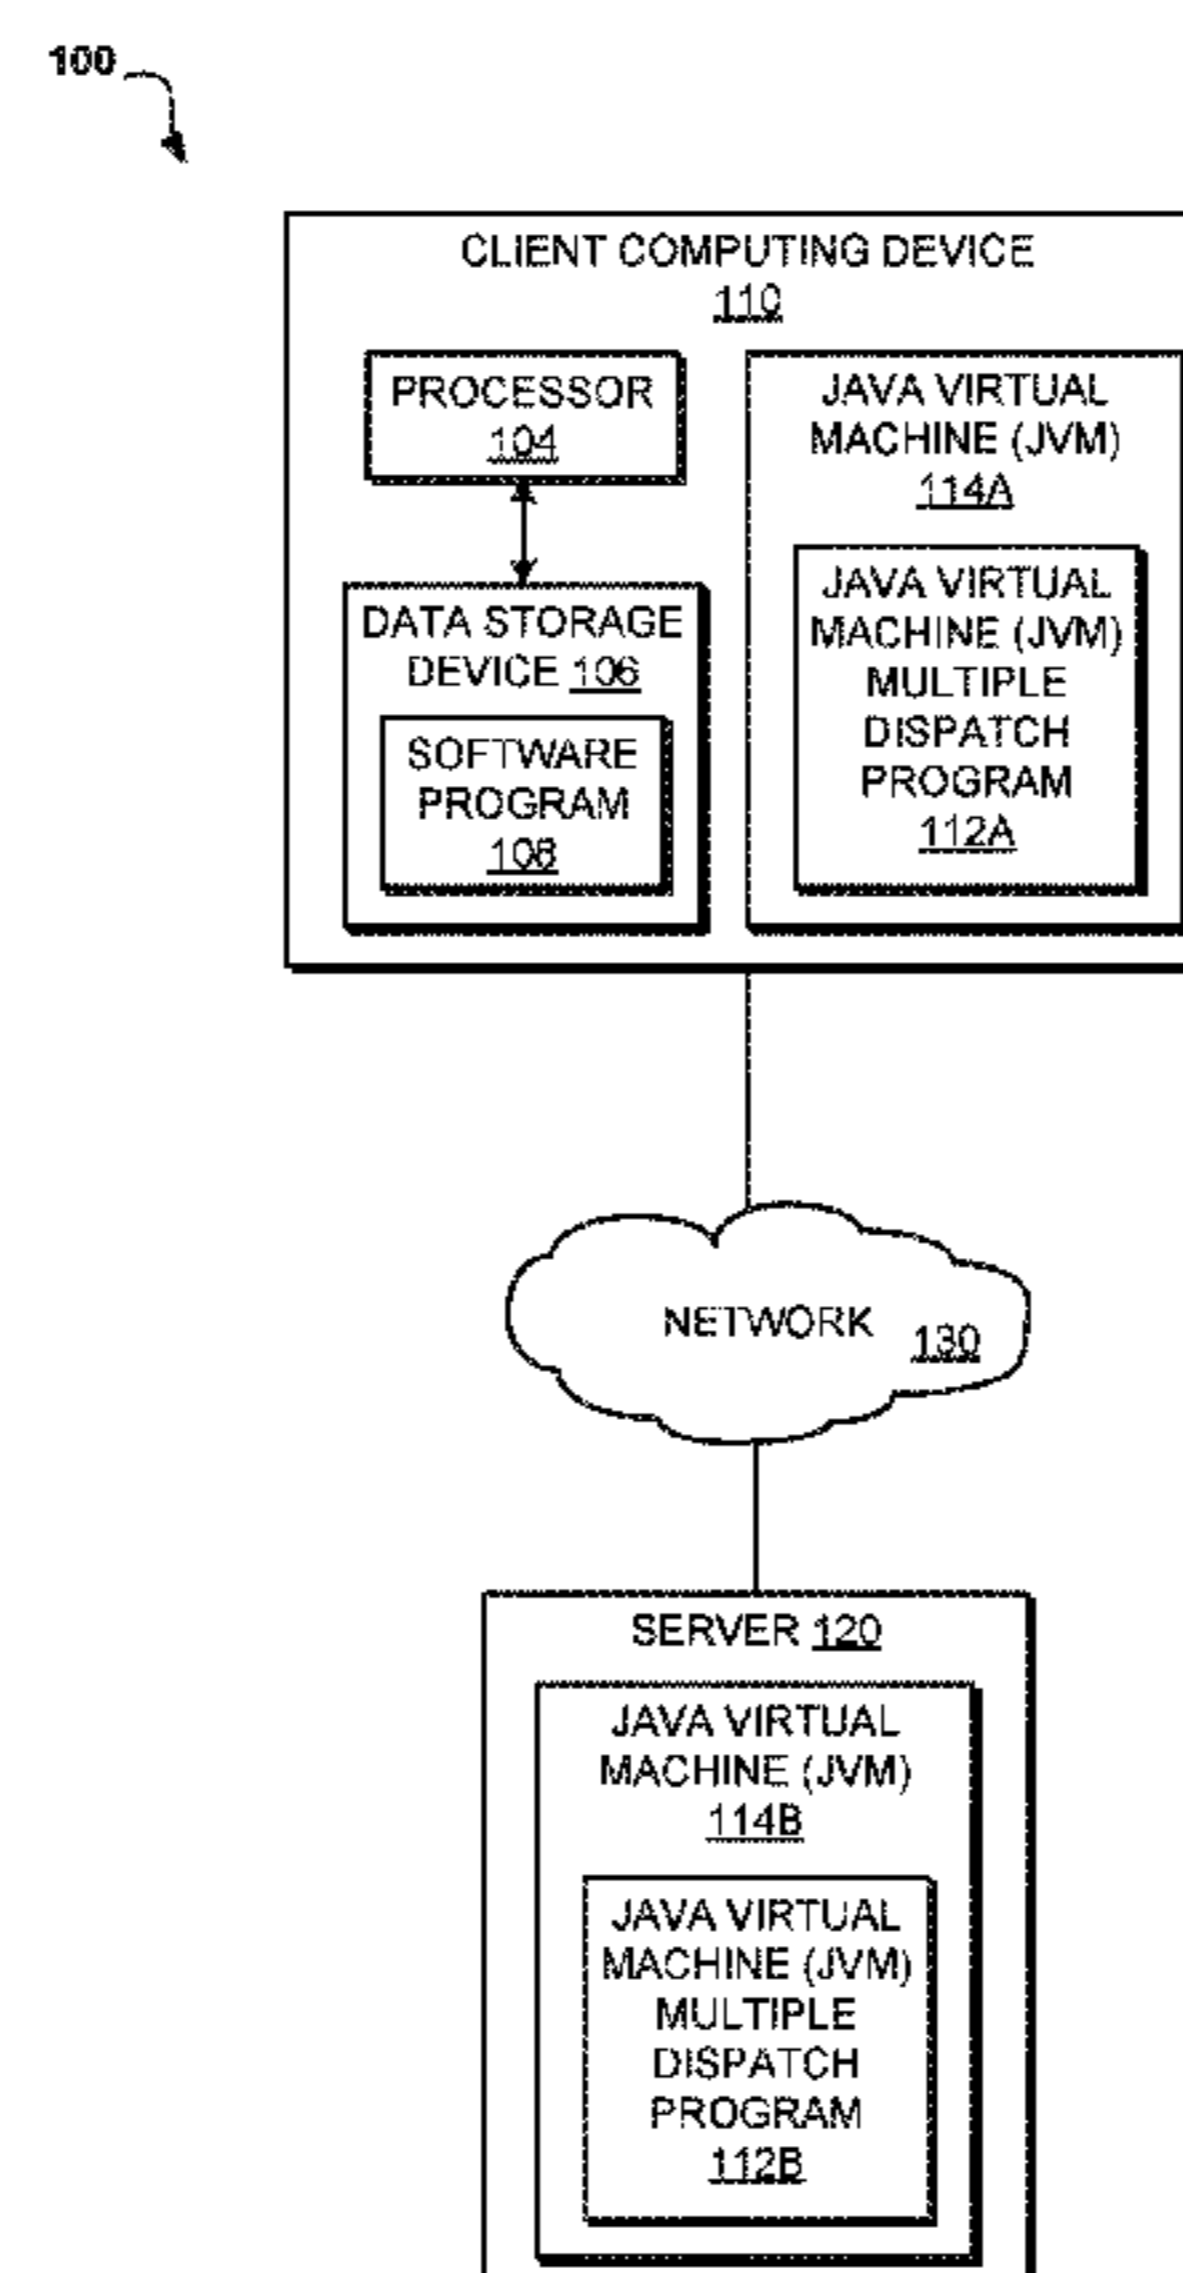 100
CLIENT COMPUTING DEVICE
110
PROCESSOR
104
DATA STORAGE
DEVICE 106
SOFTWARE
PROGRAM
108
JAVA VIRTUAL
MACHINE (JVM)
114A
JAVA VIRTUAL
MACHINE (JVM)
MULTIPLE
DISPATCH
PROGRAM
112A
NETWORK 130
SERVER 120
JAVA VIRTUAL
MACHINE (JVM)
114B
JAVA VIRTUAL
MACHINE (JVM)
MULTIPLE
DISPATCH
PROGRAM
112B